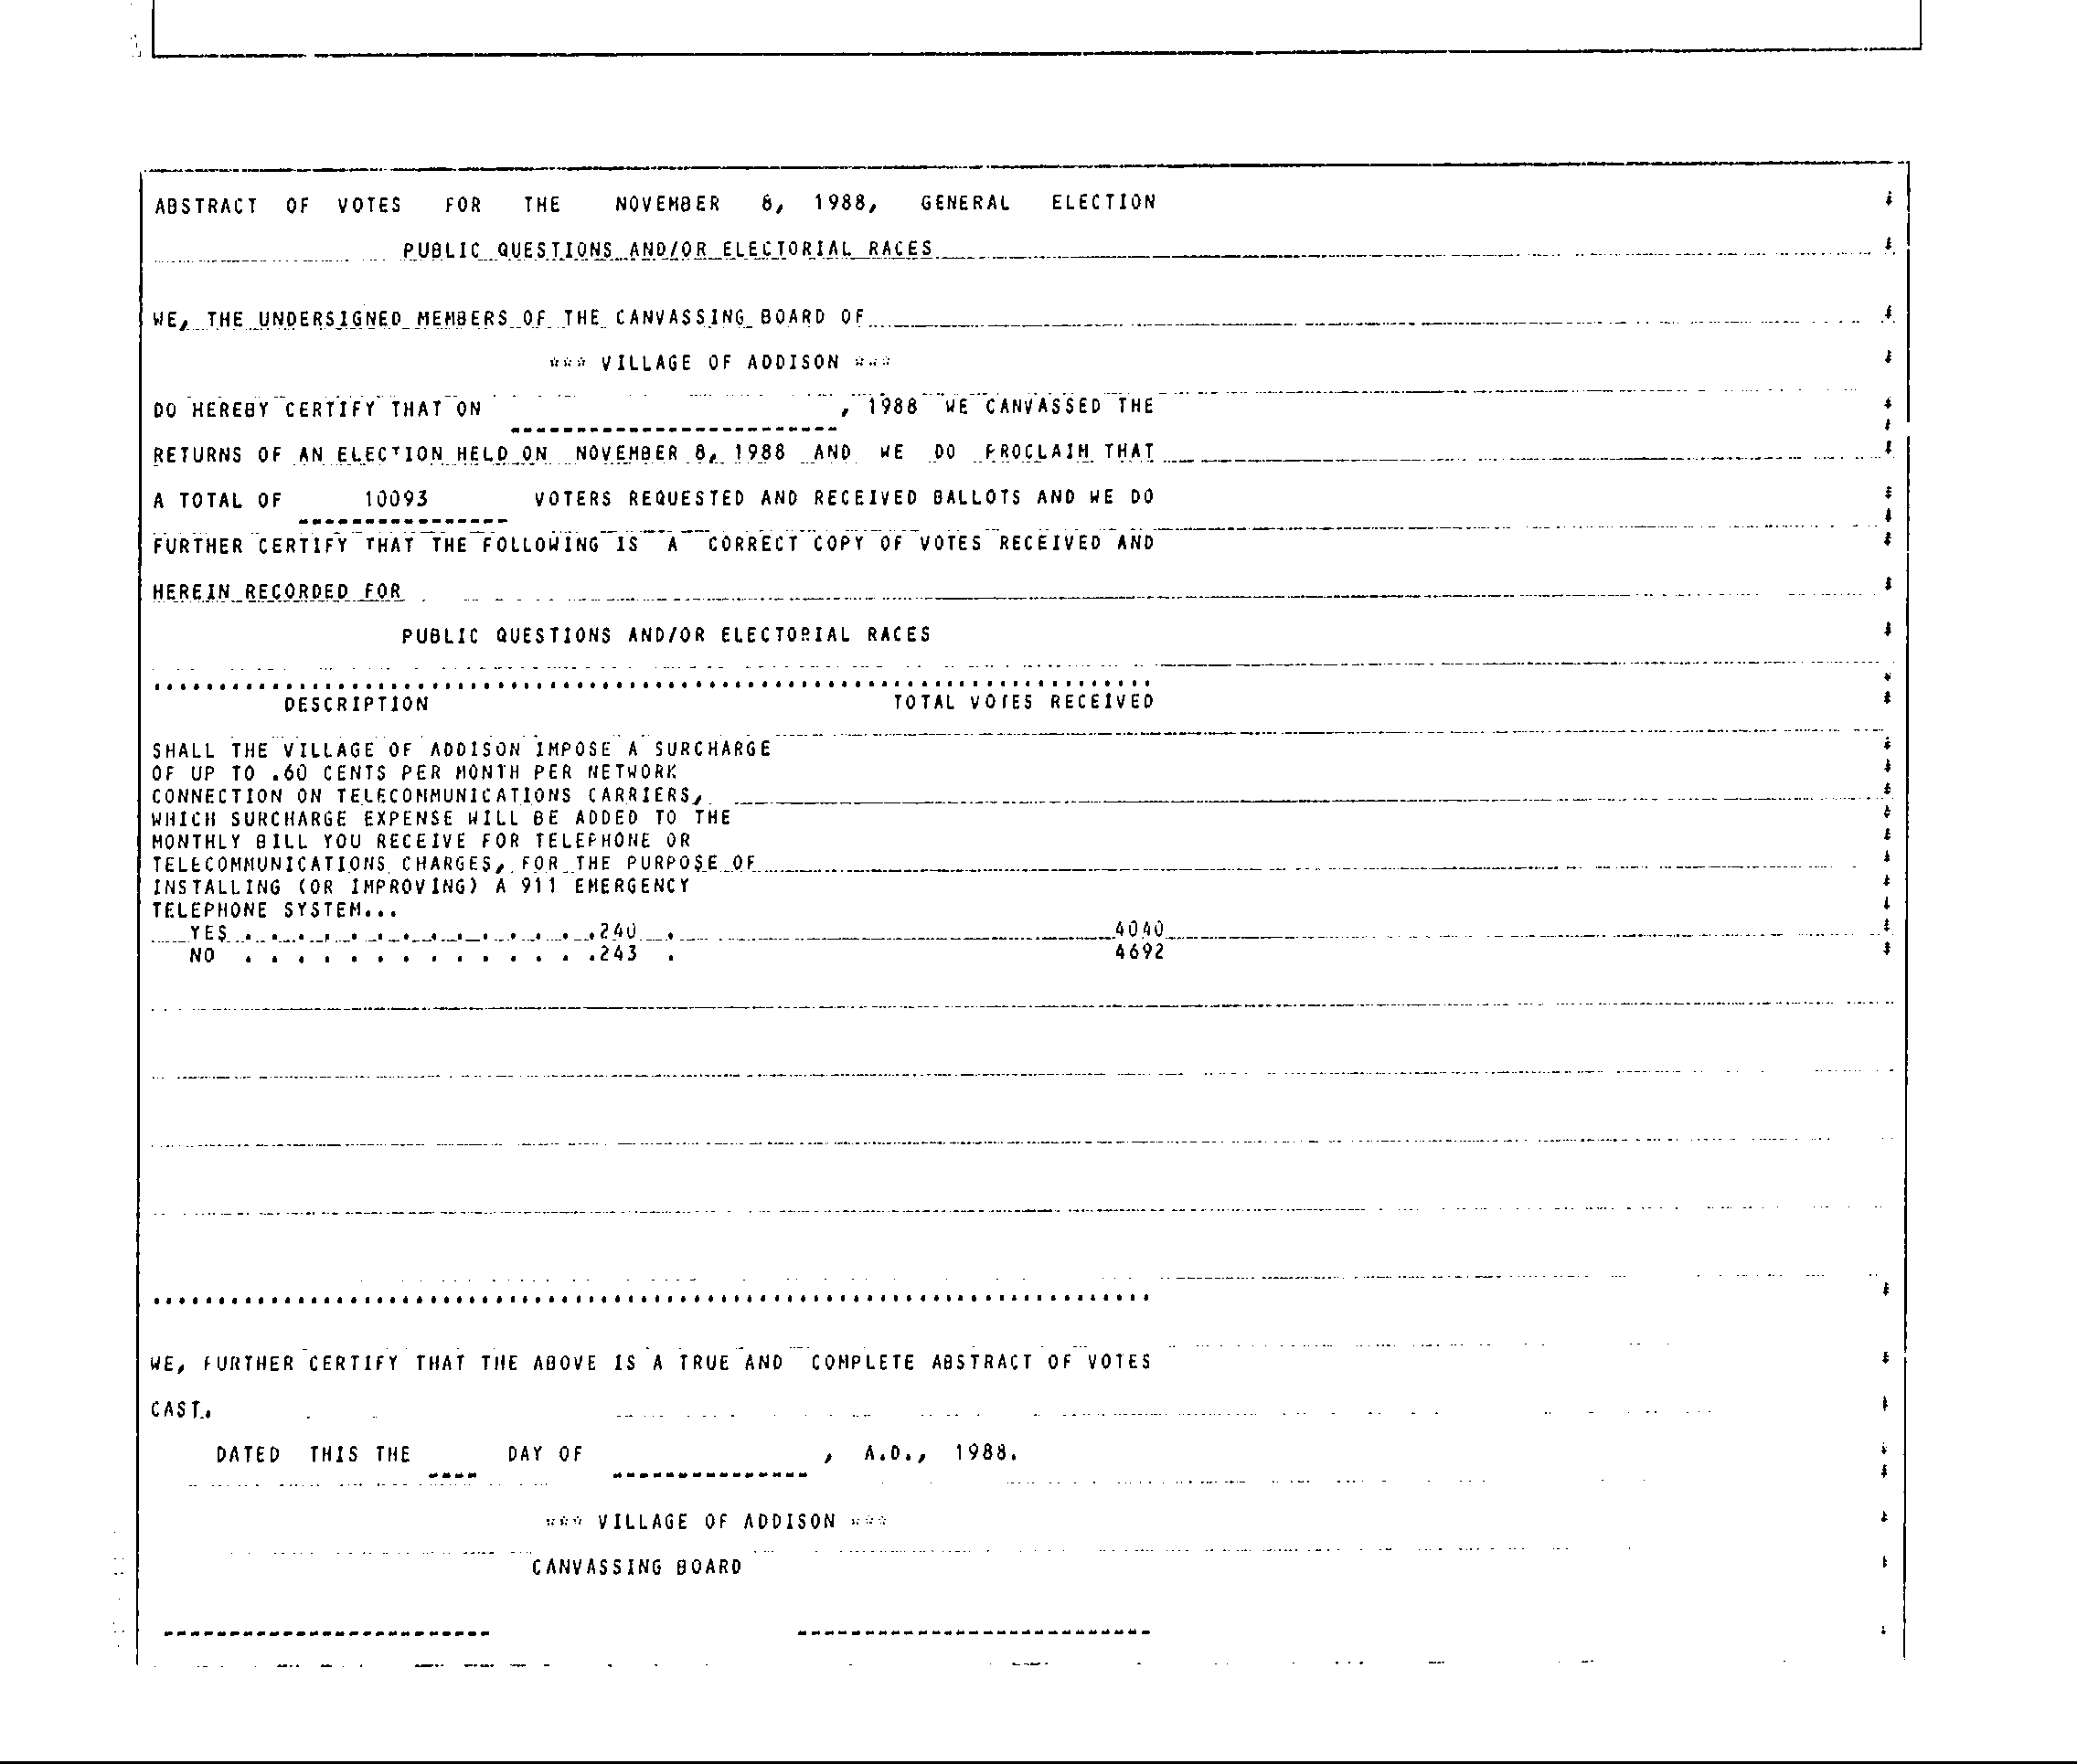 ABSTRACT OF VOTES FOR THE NOVEMBER 8, 1988, GENERAL ELECTION
PUBLIC QUESTIONS AND/OR ELECTORIAL RACES
WE, THE UNDERSIGNED MEMBERS OF THE CANVASSING BOARD OF
*** VILLAGE OF ADDISON ***
DO HEREBY CERTIFY THAT ON , 1988 WE CANVASSED THE
RETURNS OF AN ELECTION HELD ON NOVEMBER 8, 1988 AND WE DO PROCLAIM THAT
A TOTAL OF 10093 VOTERS REQUESTED AND RECEIVED BALLOTS AND WE DO
FURTHER CERTIFY THAT THE FOLLOWING IS A CORRECT COPY OF VOTES RECEIVED AND
HEREIN RECORDED FOR
PUBLIC QUESTIONS AND/OR ELECTORIAL RACES
DESCRIPTION TOTAL VOTES RECEIVED
SHALL THE VILLAGE OF ADDISON IMPOSE A SURCHARGE
OF UP TO .60 CENTS PER MONTH PER NETWORK
CONNECTION ON TELECOMMUNICATIONS CARRIERS,
WHICH SURCHARGE EXPENSE WILL BE ADDED TO THE
MONTHLY BILL YOU RECEIVE FOR TELEPHONE OR
TELECOMMUNICATIONS CHARGES, FOR THE PURPOSE OF
INSTALLING (OR IMPROVING) A 911 EMERGENCY
TELEPHONE SYSTEM...
YES . . . . . . . . . . . . . .240 . 4040
NO . . . . . . . . . . . . . .243 . 4692
WE, FURTHER CERTIFY THAT THE ABOVE IS A TRUE AND COMPLETE ABSTRACT OF VOTES
CAST.
DATED THIS THE ---- DAY OF --------------- , A.D., 1988.
*** VILLAGE OF ADDISON ***
CANVASSING BOARD